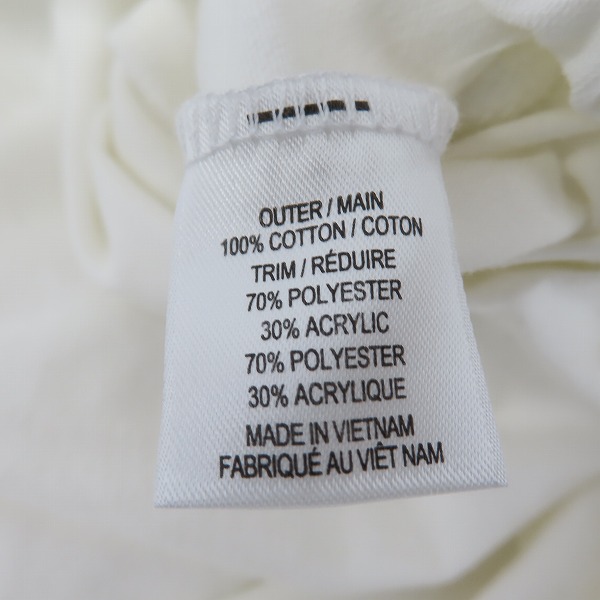 OUTER / MAIN
100% COTTON / COTON
TRIM / RÉDUIRE
70% POLYESTER
30% ACRYLIC
70% POLYESTER
30% ACRYLIQUE
MADE IN VIETNAM
FABRIQUÉ AU VIÊT NAM